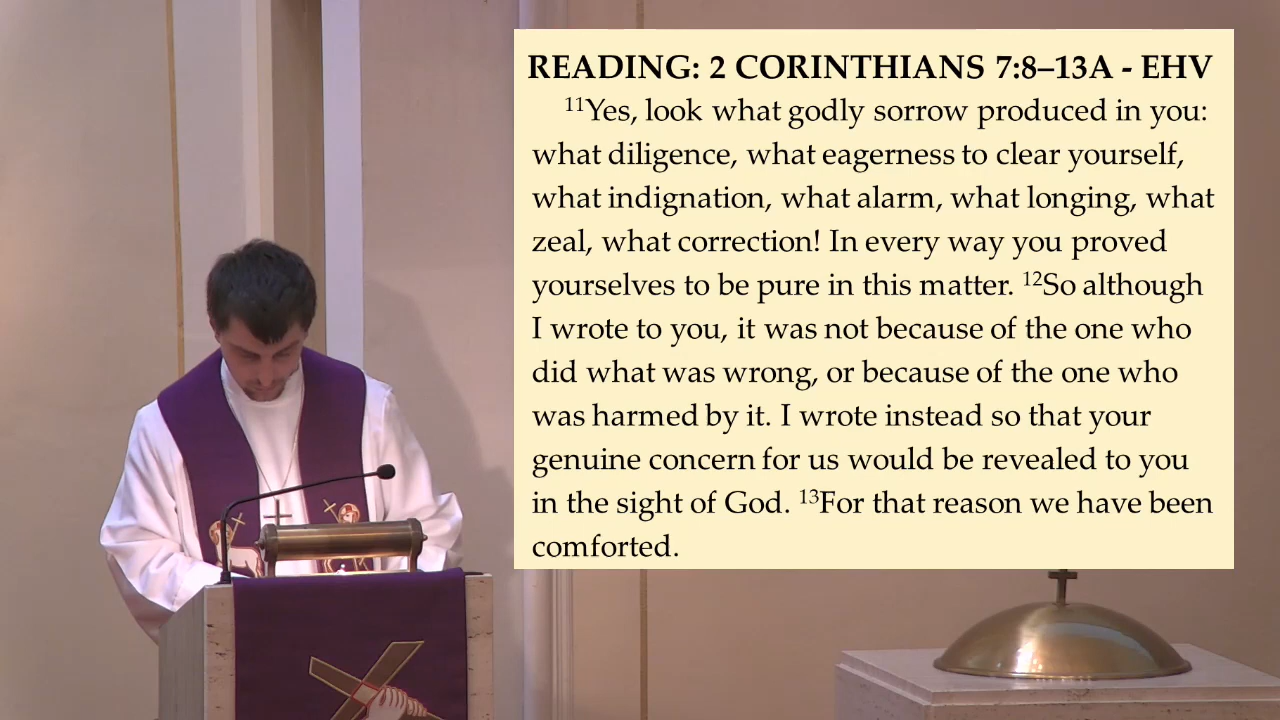 READING: 2 CORINTHIANS 7:8–13A - EHV
¹¹Yes, look what godly sorrow produced in you:
what diligence, what eagerness to clear yourself,
what indignation, what alarm, what longing, what
zeal, what correction! In every way you proved
yourselves to be pure in this matter. ¹²So although
I wrote to you, it was not because of the one who
did what was wrong, or because of the one who
was harmed by it. I wrote instead so that your
genuine concern for us would be revealed to you
in the sight of God. ¹³For that reason we have been
comforted.